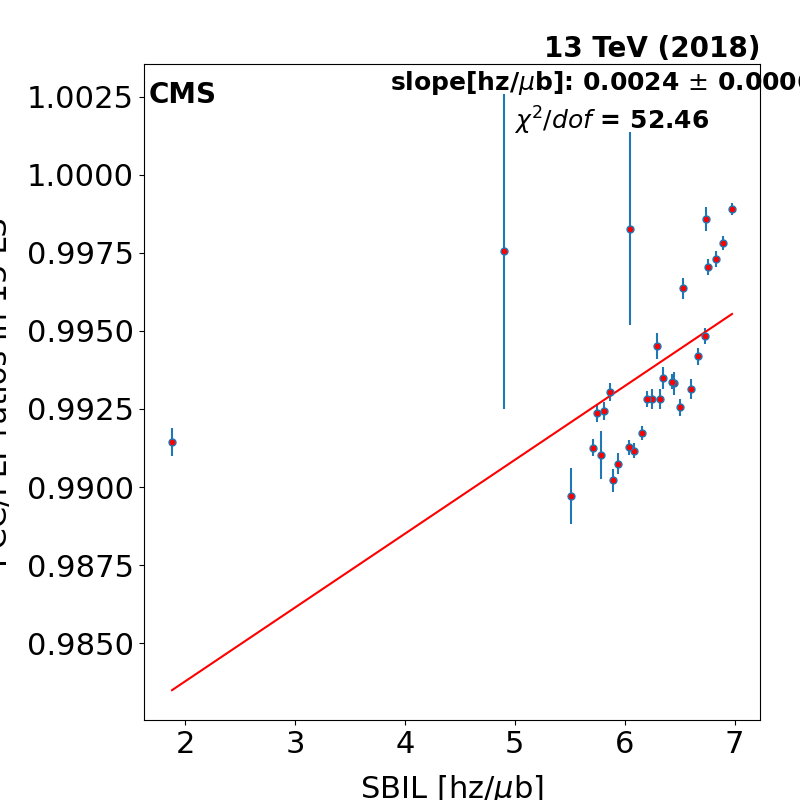 13 TeV (2018)
CMS
slope[hz/μb]: 0.0024 ± 0.000
χ²/dof = 52.46
1.0025
1.0000
0.9975
0.9950
0.9925
0.9900
0.9875
0.9850
2 3 4 5 6 7
SBIL [hz/μb]